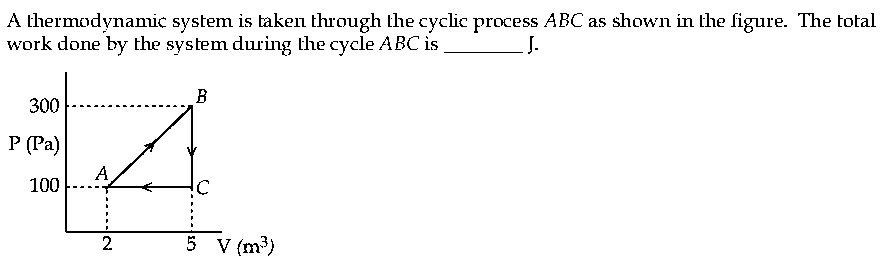 A thermodynamic system is taken through the cyclic process ABC as shown in the figure. The total
work done by the system during the cycle ABC is ________ J.
B
300
P (Pa)
A
100
C
2
5
V (m³)